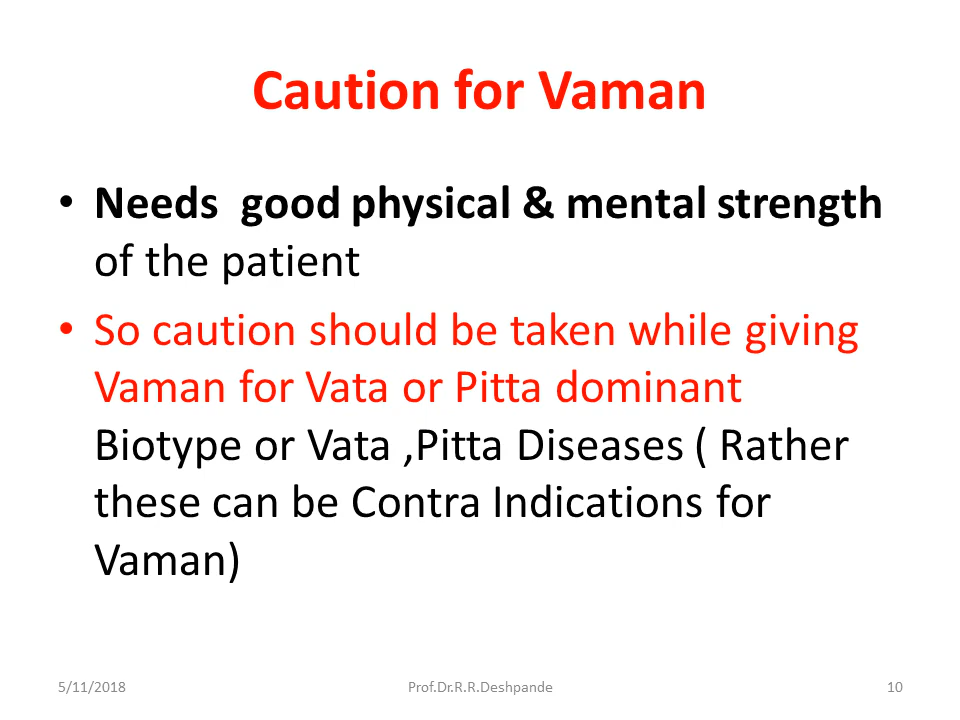 Caution for Vaman
• Needs  good physical & mental strength
of the patient
• So caution should be taken while giving
Vaman for Vata or Pitta dominant
Biotype or Vata ,Pitta Diseases ( Rather
these can be Contra Indications for
Vaman)
5/11/2018 Prof.Dr.R.R.Deshpande 10